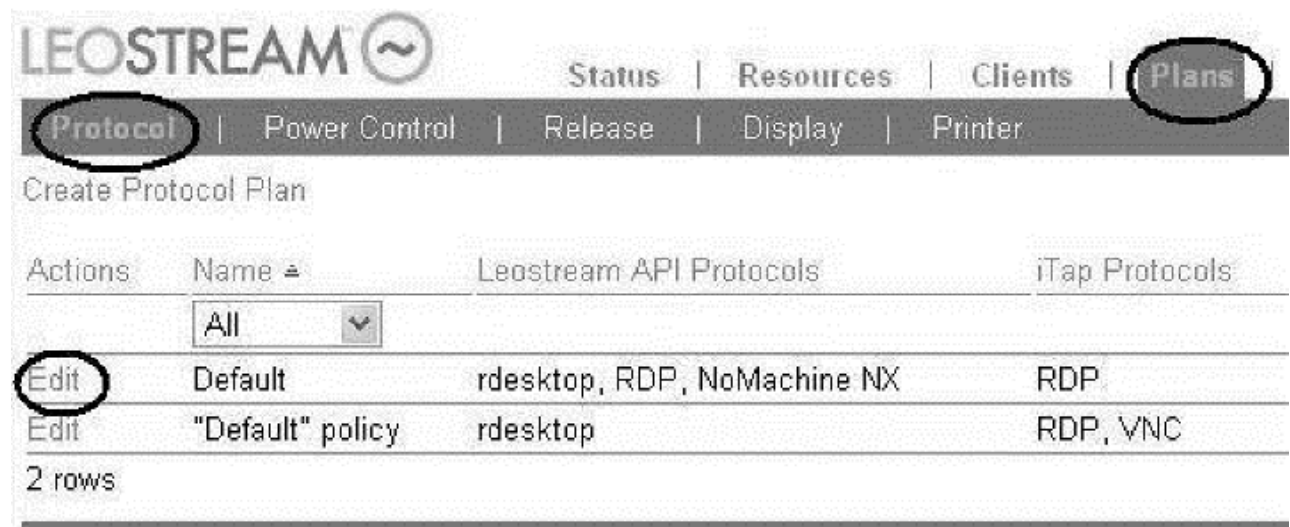 LEOSTREAM
Status | Resources | Clients | Plans |
Protocol | Power Control | Release | Display | Printer
Create Protocol Plan
Actions Name Leostream API Protocols iTap Protocols
All
Edit Default rdesktop, RDP, NoMachine NX RDP
Edit "Default" policy rdesktop RDP, VNC
2 rows